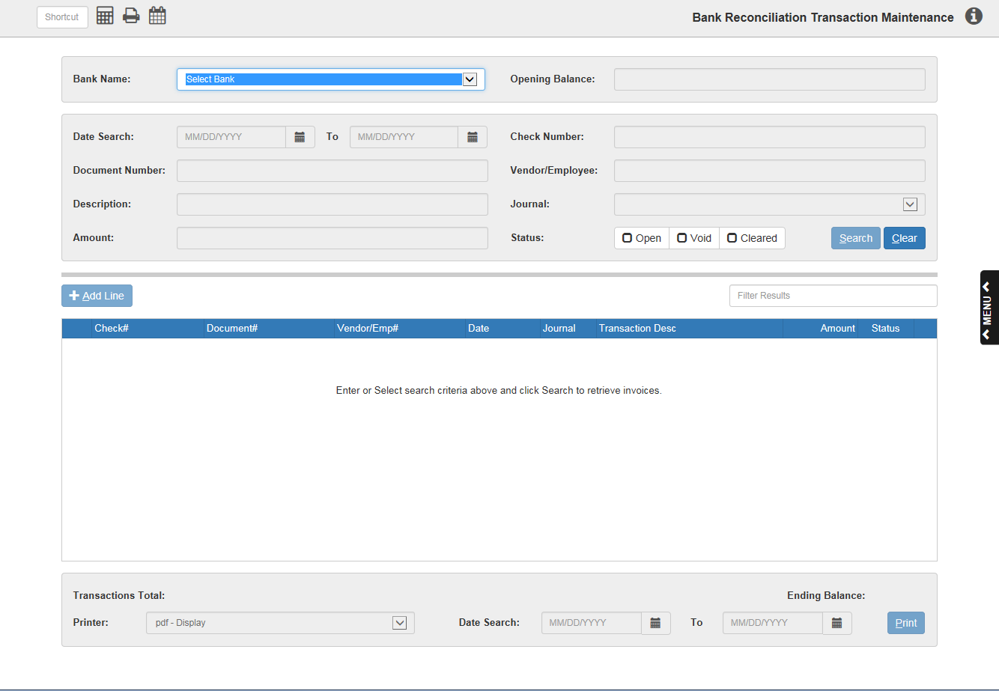 Shortcut
Bank Reconciliation Transaction Maintenance
Bank Name: Select Bank Opening Balance:
Date Search: MM/DD/YYYY To MM/DD/YYYY Check Number:
Document Number: Vendor/Employee:
Description: Journal:
Amount: Status: Open Void Cleared Search Clear
Add Line Filter Results
MENU
Check# Document# Vendor/Emp# Date Journal Transaction Desc Amount Status
Enter or Select search criteria above and click Search to retrieve invoices.
Transactions Total: Ending Balance:
Printer: pdf - Display Date Search: MM/DD/YYYY To MM/DD/YYYY Print